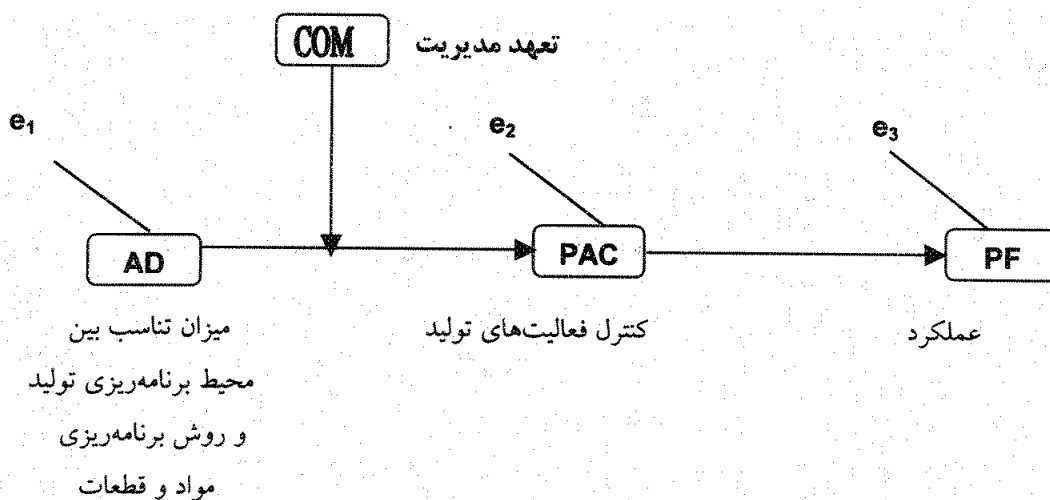 COM تعهد مدیریت
e₁ e₂ e₃
AD PAC PF
میزان تناسب بین
محیط برنامه‌ریزی تولید
و روش برنامه‌ریزی
مواد و قطعات
کنترل فعالیت‌های تولید
عملکرد